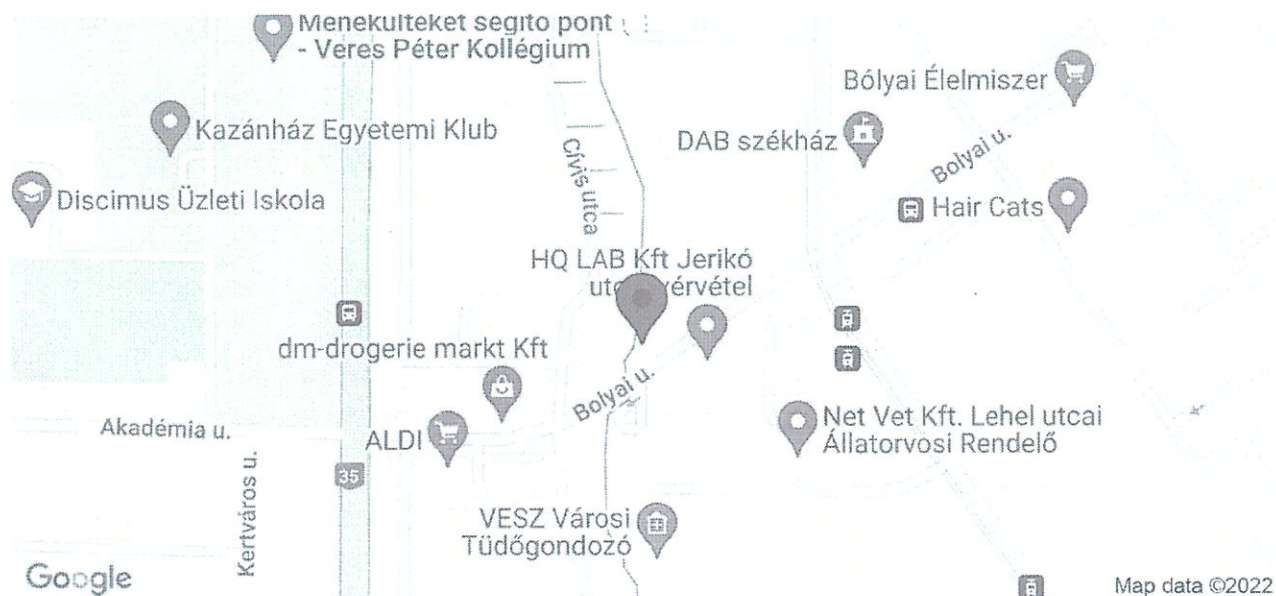 Menekülteket segítő pont
- Veres Péter Kollégium
Bólyai Élelmiszer
Kazánház Egyetemi Klub
DAB székház
Bolyai u.
Discimus Üzleti Iskola
Cívis utca
Hair Cats
HQ LAB Kft Jerikó
vérvétel
dm-drogerie markt Kft
Bolyai u.
Akadémia u.
ALDI
Net Vet Kft. Lehel utcai
Állatorvosi Rendelő
35
Kertváros u.
VESZ Városi
Tüdőgondozó
Google
Map data ©2022